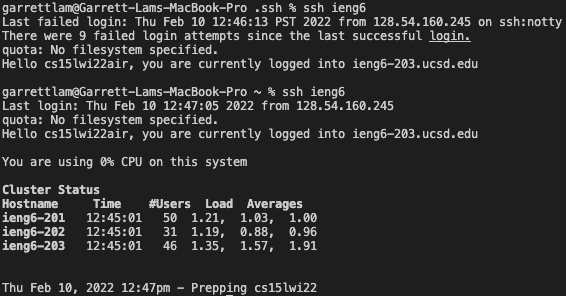 garrettlam@Garrett-Lams-MacBook-Pro .ssh % ssh ieng6
Last failed login: Thu Feb 10 12:46:13 PST 2022 from 128.54.160.245 on ssh:notty
There were 9 failed login attempts since the last successful login.
quota: No filesystem specified.
Hello cs15lwi22air, you are currently logged into ieng6-203.ucsd.edu
garrettlam@Garrett-Lams-MacBook-Pro ~ % ssh ieng6
Last login: Thu Feb 10 12:47:05 2022 from 128.54.160.245
quota: No filesystem specified.
Hello cs15lwi22air, you are currently logged into ieng6-203.ucsd.edu
You are using 0% CPU on this system
Cluster Status
Hostname Time #Users Load Averages
ieng6-201 12:45:01 50 1.21, 1.03, 1.00
ieng6-202 12:45:01 31 1.19, 0.88, 0.96
ieng6-203 12:45:01 46 1.35, 1.57, 1.91
Thu Feb 10, 2022 12:47pm - Prepping cs15lwi22